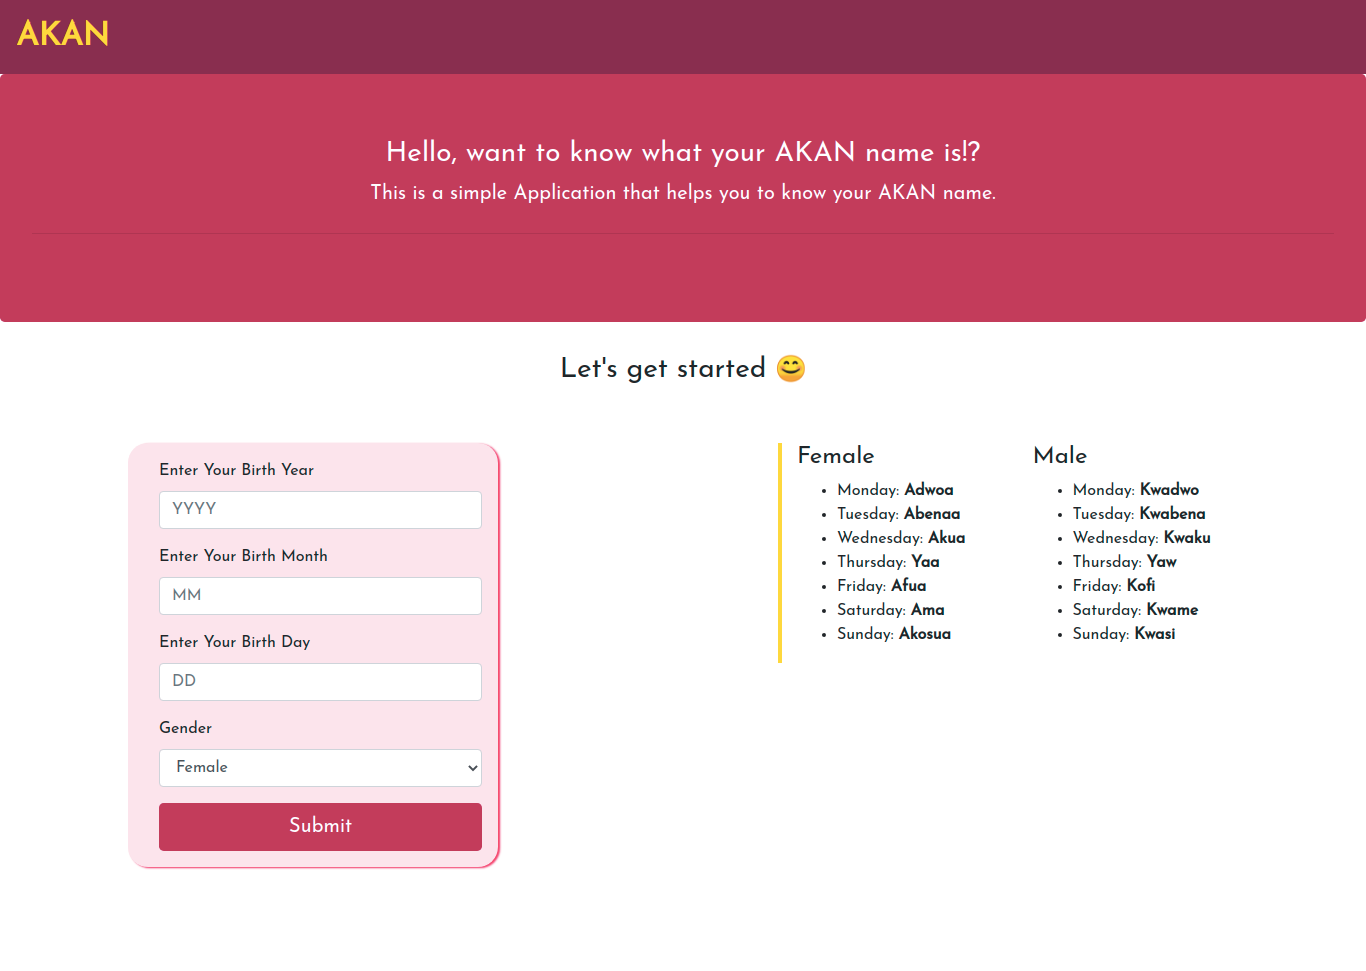 AKAN
Hello, want to know what your AKAN name is!?
This is a simple Application that helps you to know your AKAN name.
Let's get started 😊
Enter Your Birth Year
YYYY
Enter Your Birth Month
MM
Enter Your Birth Day
DD
Gender
Female
Submit
Female
Monday: Adwoa
Tuesday: Abenaa
Wednesday: Akua
Thursday: Yaa
Friday: Afua
Saturday: Ama
Sunday: Akosua
Male
Monday: Kwadwo
Tuesday: Kwabena
Wednesday: Kwaku
Thursday: Yaw
Friday: Kofi
Saturday: Kwame
Sunday: Kwasi